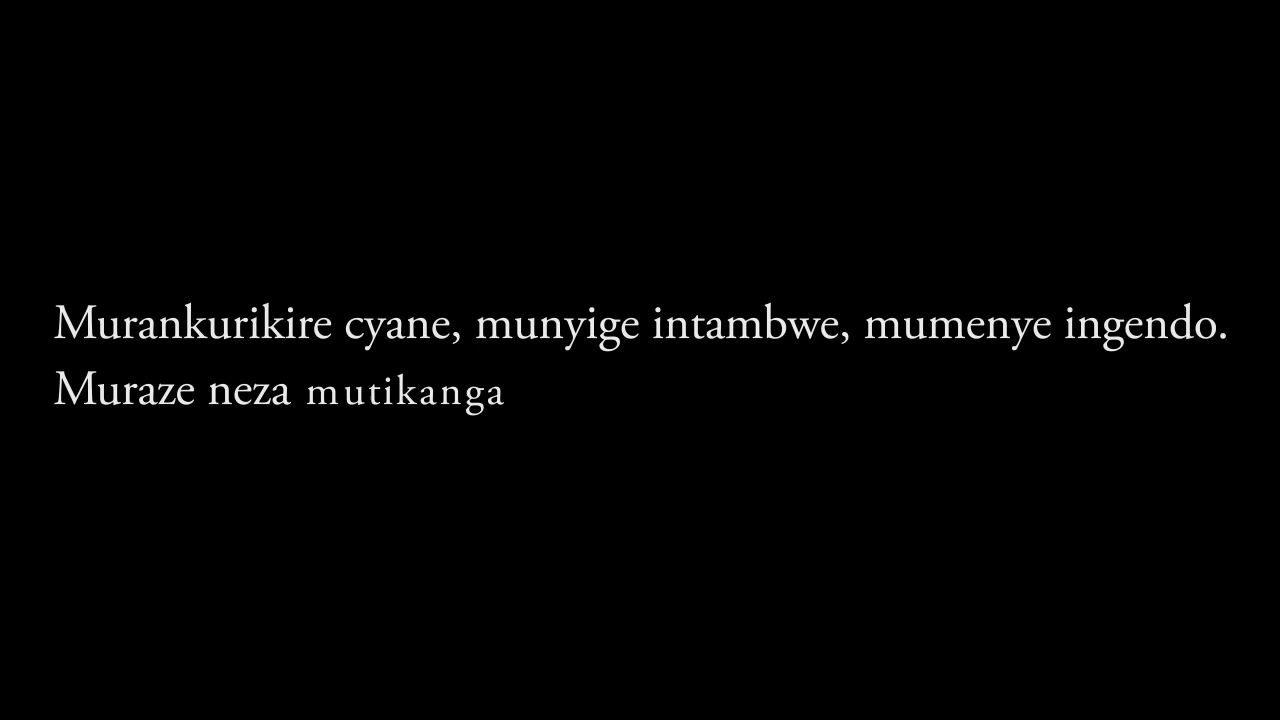 Murankurikire cyane, munyige intambwe, mumenye ingendo.
Muraze neza mutikanga